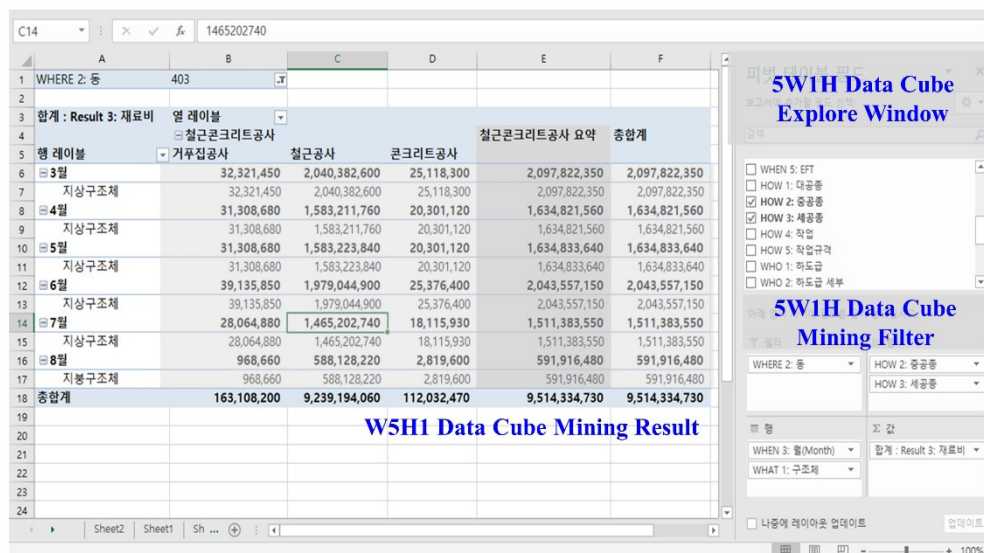 C14 fx 1465202740
A B C D E F
1 WHERE 2: 동 403
2
3 합계 : Result 3: 재료비 열 레이블
4 철근콘크리트공사 철근콘크리트공사 요약 총합계
5 행 레이블 거푸집공사 철근공사 콘크리트공사
6 3월 32,321,450 2,040,382,600 25,118,300 2,097,822,350 2,097,822,350
7 지상구조체 32,321,450 2,040,382,600 25,118,300 2,097,822,350 2,097,822,350
8 4월 31,308,680 1,583,211,760 20,301,120 1,634,821,560 1,634,821,560
9 지상구조체 31,308,680 1,583,211,760 20,301,120 1,634,821,560 1,634,821,560
10 5월 31,308,680 1,583,223,840 20,301,120 1,634,833,640 1,634,833,640
11 지상구조체 31,308,680 1,583,223,840 20,301,120 1,634,833,640 1,634,833,640
12 6월 39,135,850 1,979,044,900 25,376,400 2,043,557,150 2,043,557,150
13 지상구조체 39,135,850 1,979,044,900 25,376,400 2,043,557,150 2,043,557,150
14 7월 28,064,880 1,465,202,740 18,115,930 1,511,383,550 1,511,383,550
15 지상구조체 28,064,880 1,465,202,740 18,115,930 1,511,383,550 1,511,383,550
16 8월 968,660 588,128,220 2,819,600 591,916,480 591,916,480
17 지붕구조체 968,660 588,128,220 2,819,600 591,916,480 591,916,480
18 총합계 163,108,200 9,239,194,060 112,032,470 9,514,334,730 9,514,334,730
19
W5H1 Data Cube Mining Result
20
21
22
23
24
Sheet2 Sheet1 Sh ...
피벗 테이블 필드
5W1H Data Cube
Explore Window
검색
WHEN 5: EFT
HOW 1: 대공종
HOW 2: 중공종
HOW 3: 세공종
HOW 4: 작업
HOW 5: 작업규격
WHO 1: 하도급
WHO 2: 하도급 세부
5W1H Data Cube
Mining Filter
필터
WHERE 2: 동 HOW 2: 중공종
HOW 3: 세공종
행 Σ 값
WHEN 3: 월(Month) 합계 : Result 3: 재료비
WHAT 1: 구조체
나중에 레이아웃 업데이트 업데이트
100%